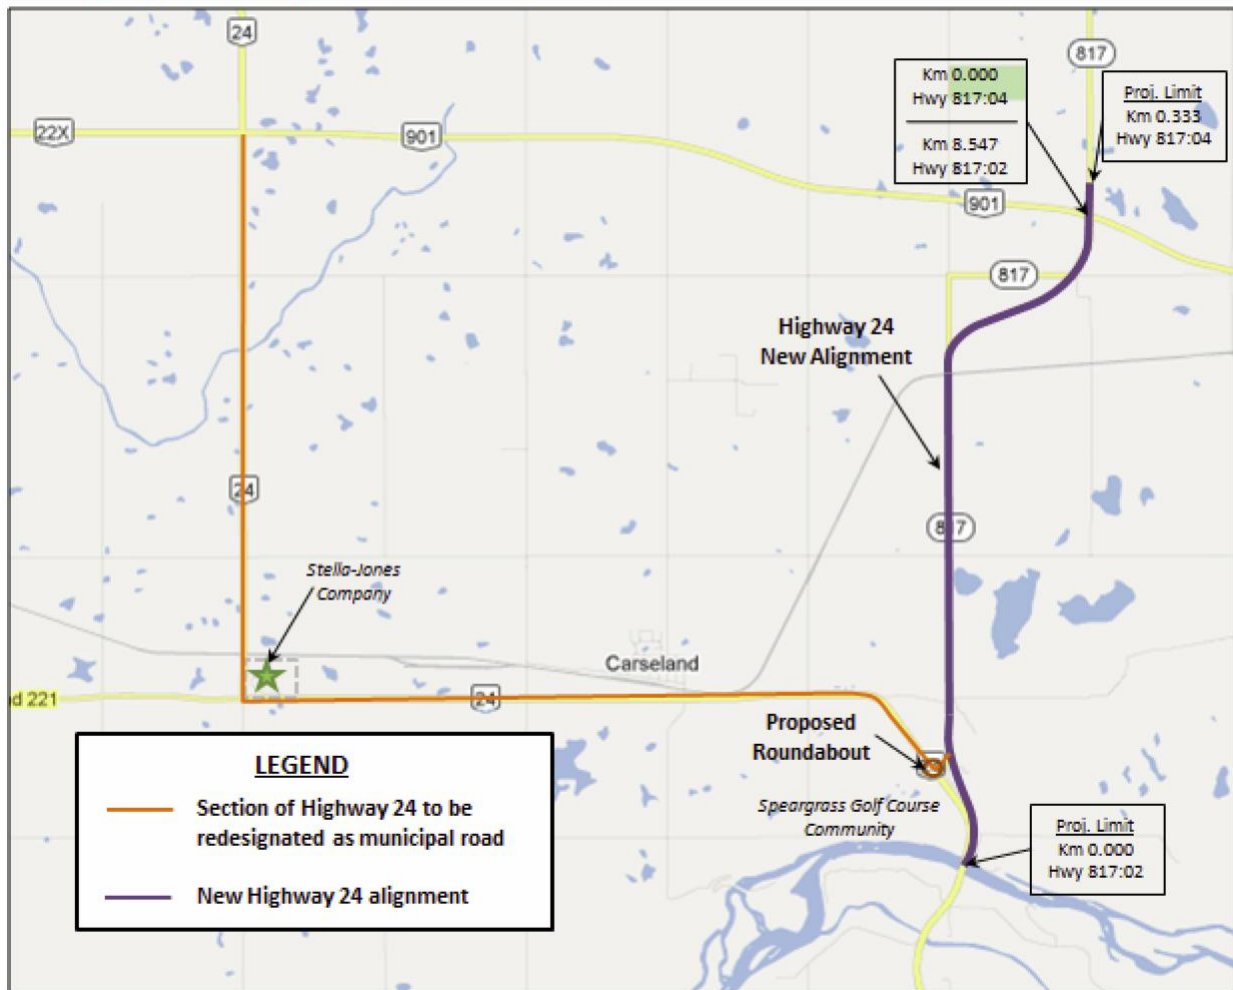 24
817
Km 0.000
Hwy 817:04
Km 8.547
Hwy 817:02
Proj. Limit
Km 0.333
Hwy 817:04
22X
901
901
817
Highway 24
New Alignment
24
817
Stella-Jones
Company
Carseland
d 221
24
Proposed
Roundabout
Speargrass Golf Course
Community
Proj. Limit
Km 0.000
Hwy 817:02
LEGEND
Section of Highway 24 to be
redesignated as municipal road
New Highway 24 alignment